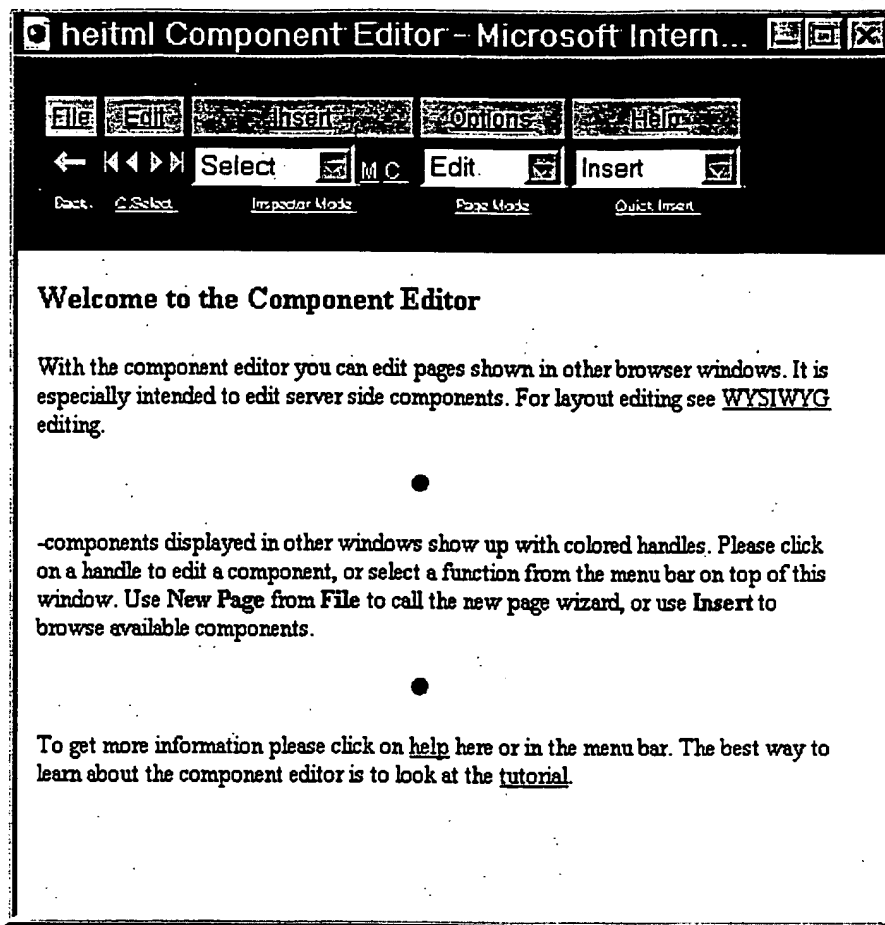 heitml Component Editor - Microsoft Intern...
File Edit Insert Options Help
Select M C Edit. Insert
Back. C.Select Inspector Mode Page Mode Quick Insert
Welcome to the Component Editor
With the component editor you can edit pages shown in other browser windows. It is
especially intended to edit server side components. For layout editing see WYSIWYG
editing.
-components displayed in other windows show up with colored handles. Please click
on a handle to edit a component, or select a function from the menu bar on top of this
window. Use New Page from File to call the new page wizard, or use Insert to
browse available components.
To get more information please click on help here or in the menu bar. The best way to
learn about the component editor is to look at the tutorial.